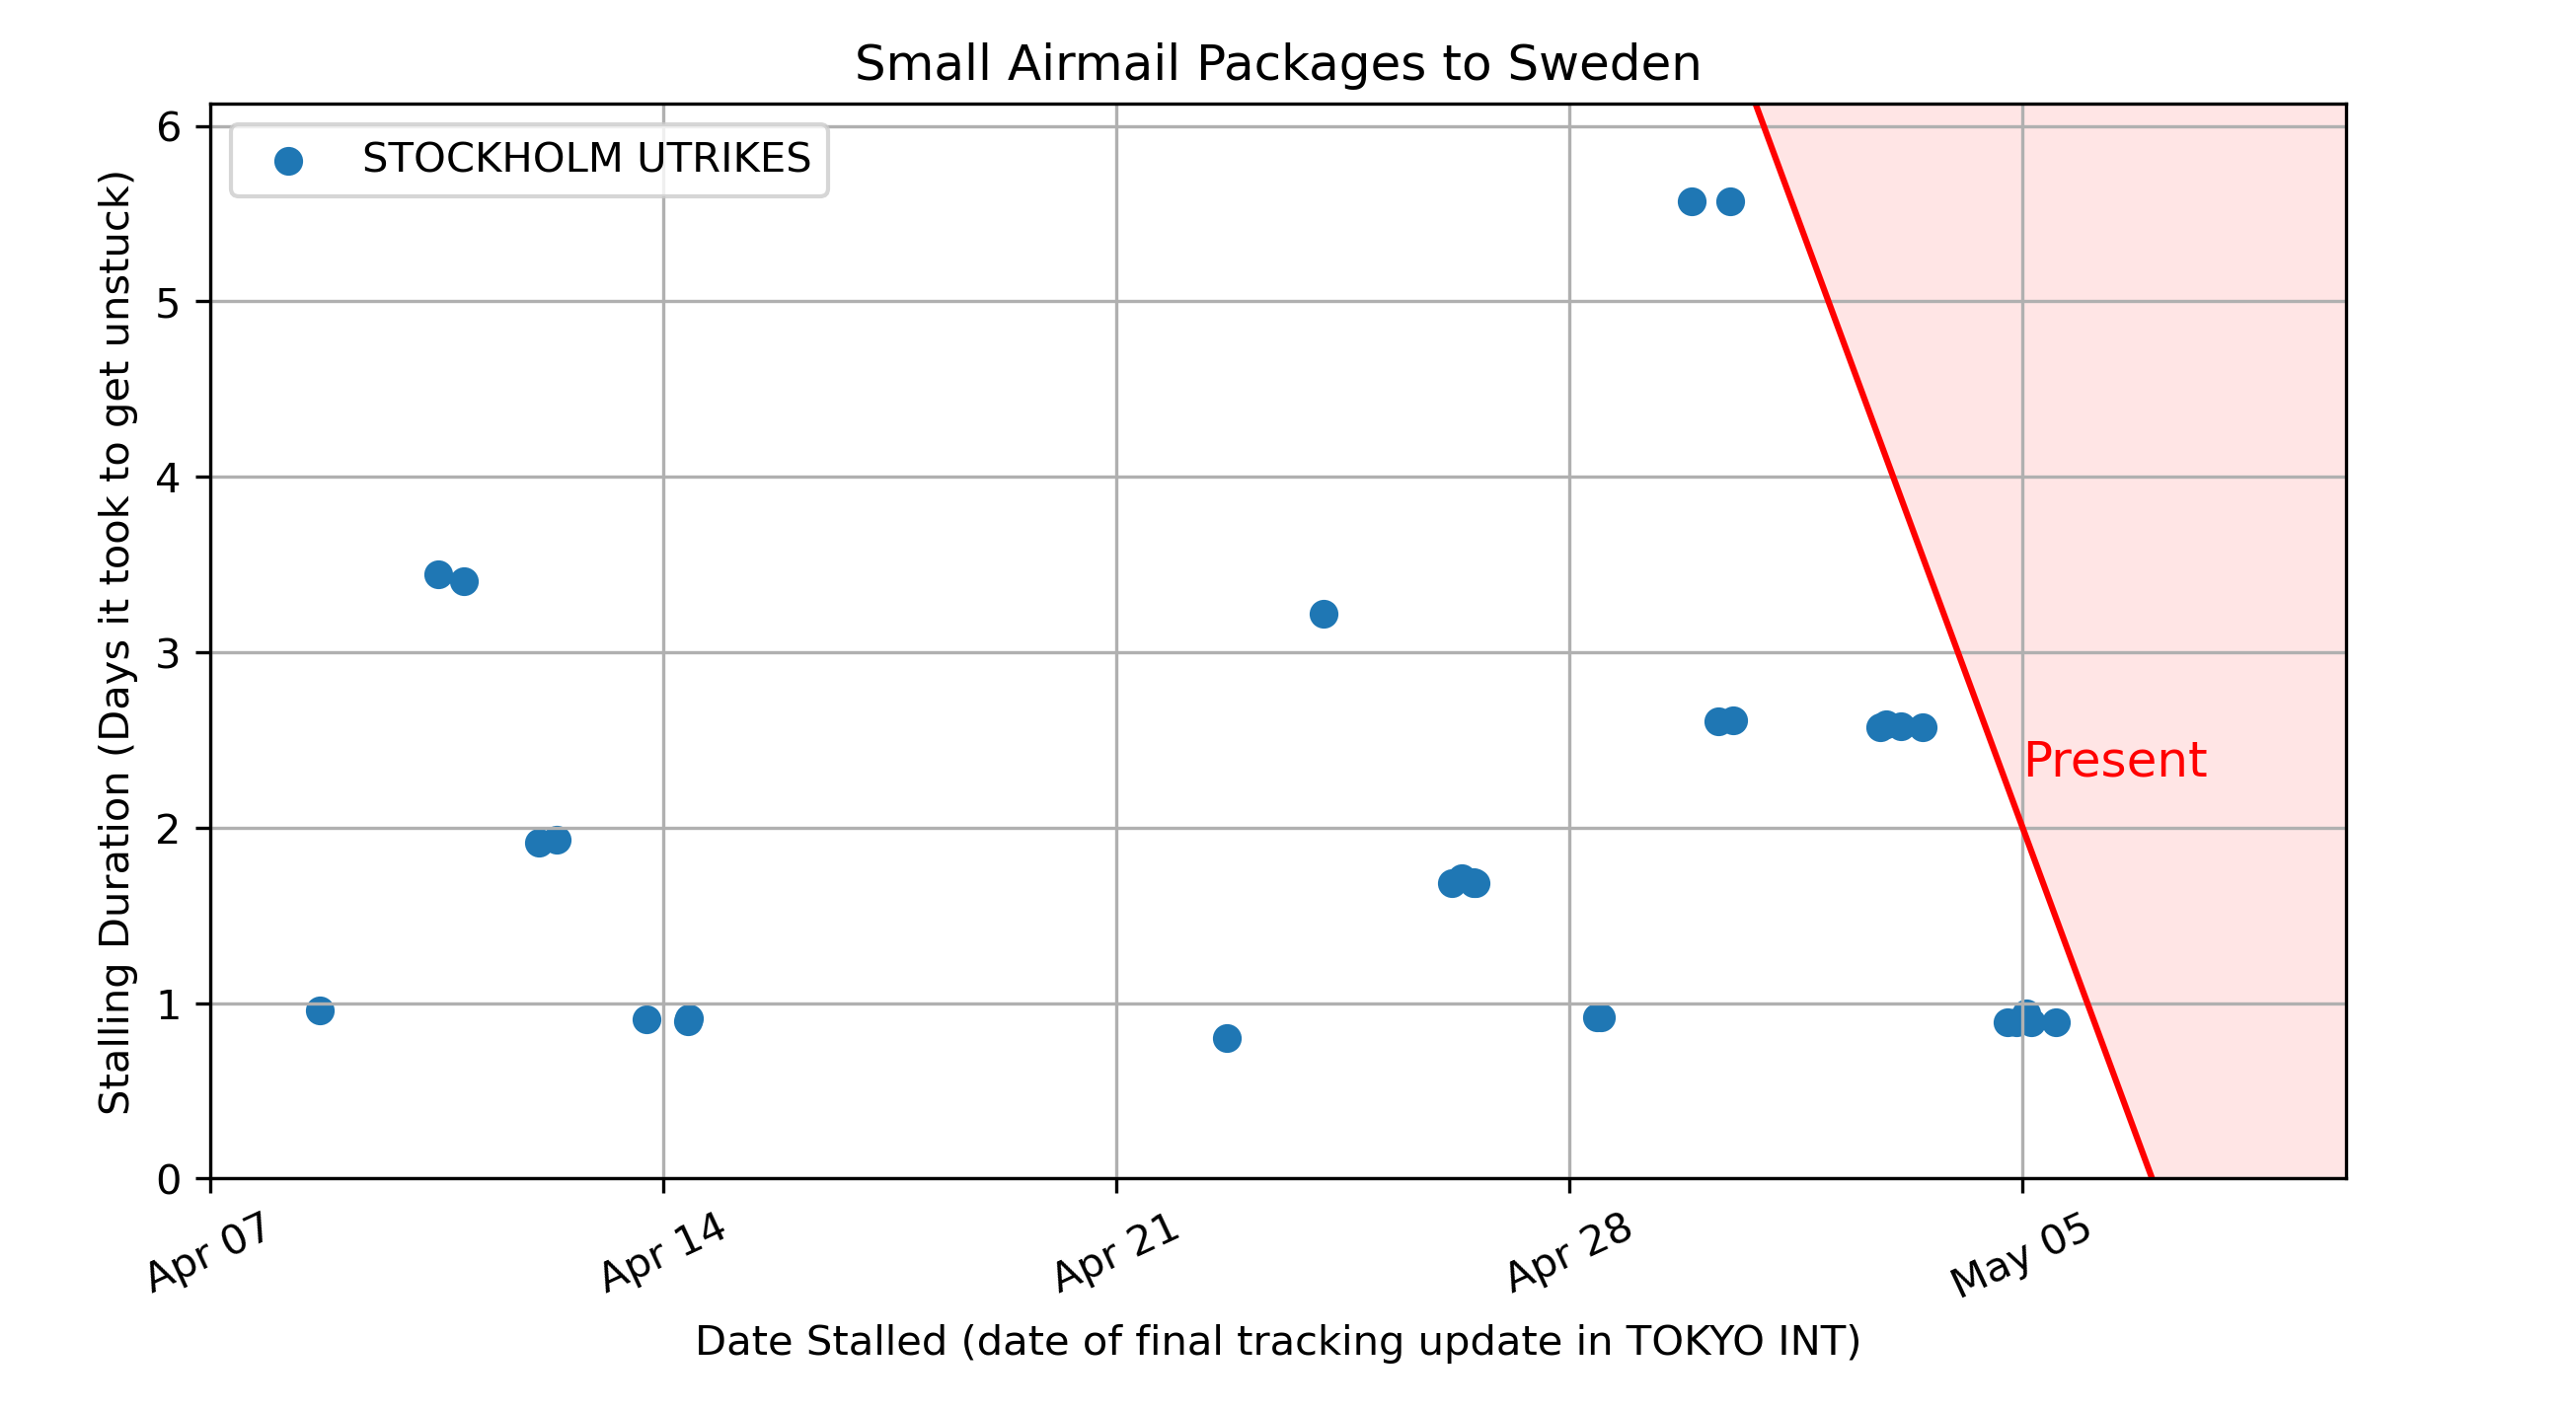 Small Airmail Packages to Sweden
STOCKHOLM UTRIKES
Stalling Duration (Days it took to get unstuck)
6
5
4
3
2
1
0
Present
Apr 07
Apr 14
Apr 21
Apr 28
May 05
Date Stalled (date of final tracking update in TOKYO INT)